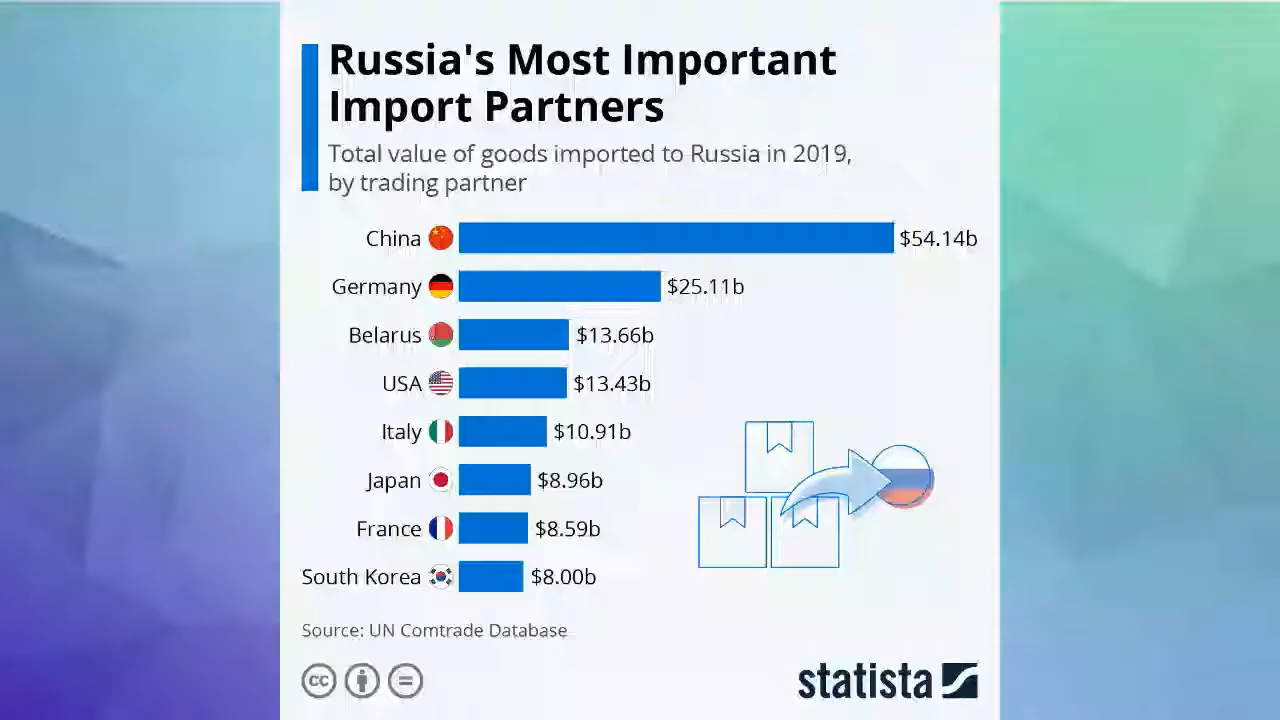 Russia's Most Important
Import Partners
Total value of goods imported to Russia in 2019,
by trading partner
China $54.14b
Germany $25.11b
Belarus $13.66b
USA $13.43b
Italy $10.91b
Japan $8.96b
France $8.59b
South Korea $8.00b
Source: UN Comtrade Database
cc
statista